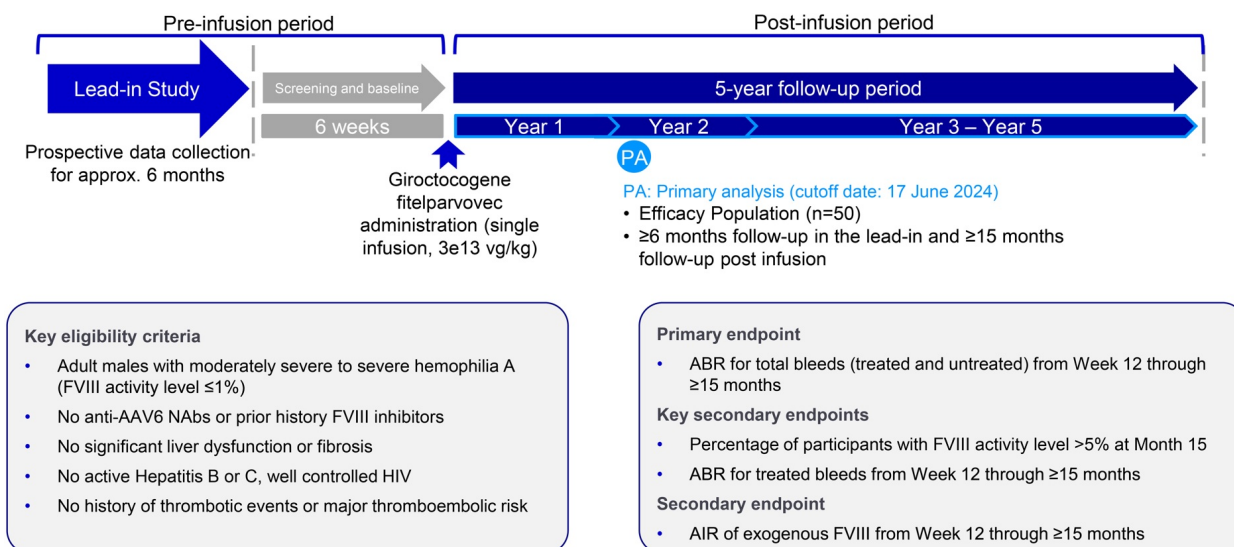 Pre-infusion period
Post-infusion period
Lead-in Study
Screening and baseline
5-year follow-up period
6 weeks
Year 1
Year 2
Year 3 – Year 5
Prospective data collection
for approx. 6 months
Giroctocogene
fitelparvovec
administration (single
infusion, 3e13 vg/kg)
PA
PA: Primary analysis (cutoff date: 17 June 2024)
• Efficacy Population (n=50)
• ≥6 months follow-up in the lead-in and ≥15 months
follow-up post infusion
Key eligibility criteria
• Adult males with moderately severe to severe hemophilia A
(FVIII activity level ≤1%)
• No anti-AAV6 NAbs or prior history FVIII inhibitors
• No significant liver dysfunction or fibrosis
• No active Hepatitis B or C, well controlled HIV
• No history of thrombotic events or major thromboembolic risk
Primary endpoint
• ABR for total bleeds (treated and untreated) from Week 12 through
≥15 months
Key secondary endpoints
• Percentage of participants with FVIII activity level >5% at Month 15
• ABR for treated bleeds from Week 12 through ≥15 months
Secondary endpoint
• AIR of exogenous FVIII from Week 12 through ≥15 months